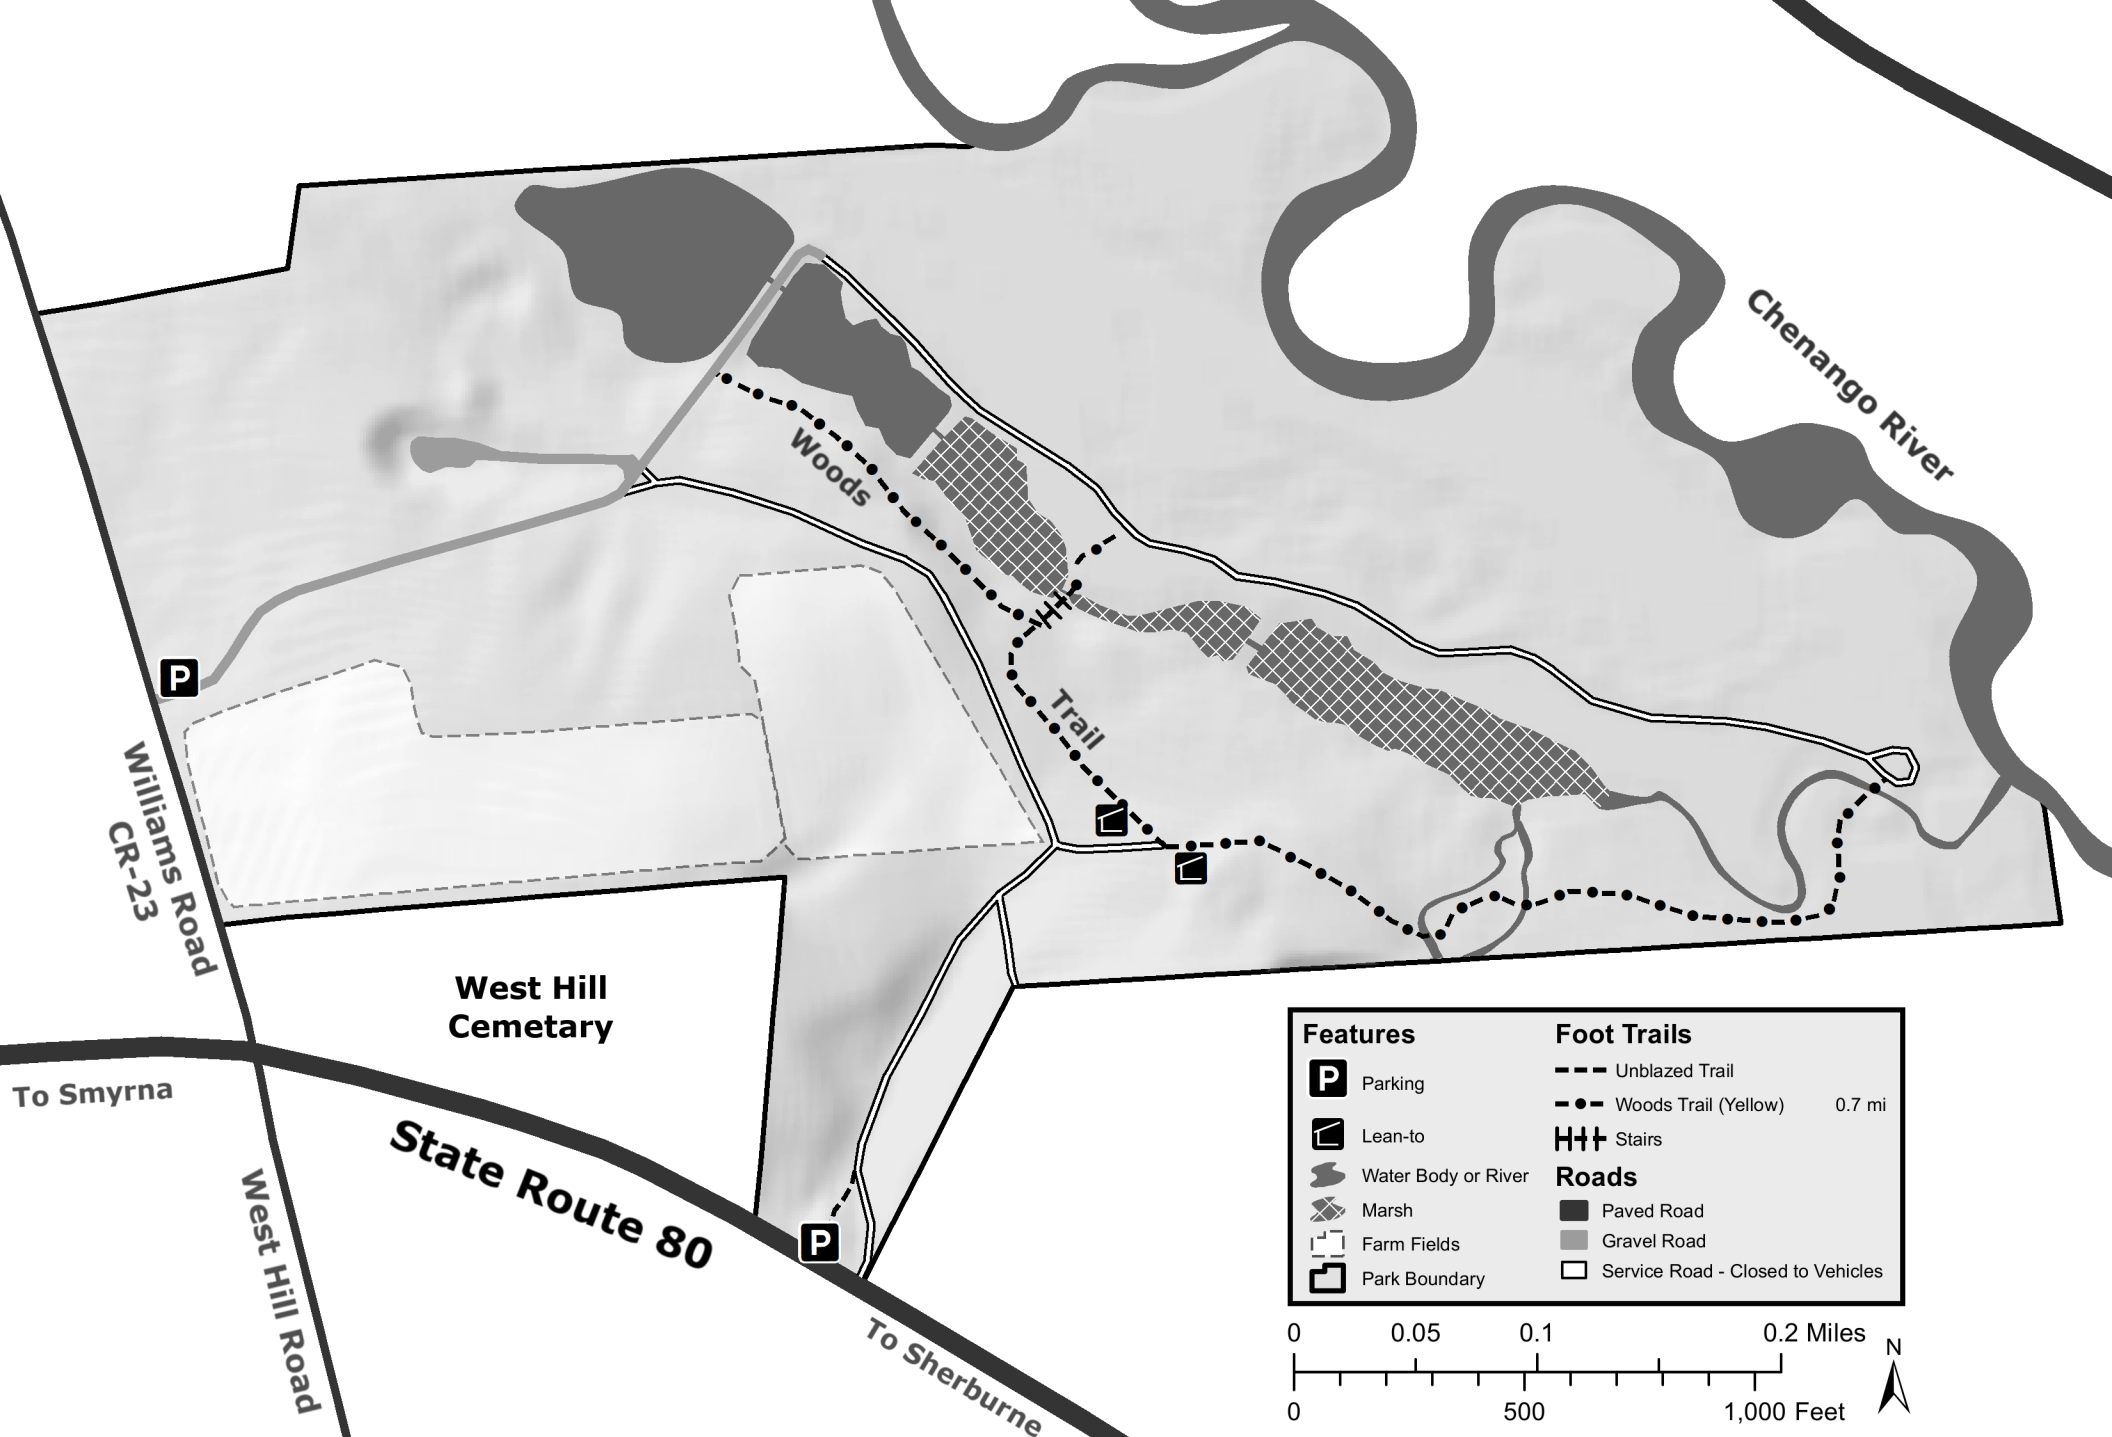 Chenango River
Woods
Trail
P
Williams Road
CR-23
West Hill
Cemetary
To Smyrna
State Route 80
P
West Hill Road
To Sherburne
Features
P Parking
Lean-to
Water Body or River
Marsh
Farm Fields
Park Boundary
Foot Trails
Unblazed Trail
Woods Trail (Yellow) 0.7 mi
Stairs
Roads
Paved Road
Gravel Road
Service Road - Closed to Vehicles
0 0.05 0.1 0.2 Miles
0 500 1,000 Feet
N